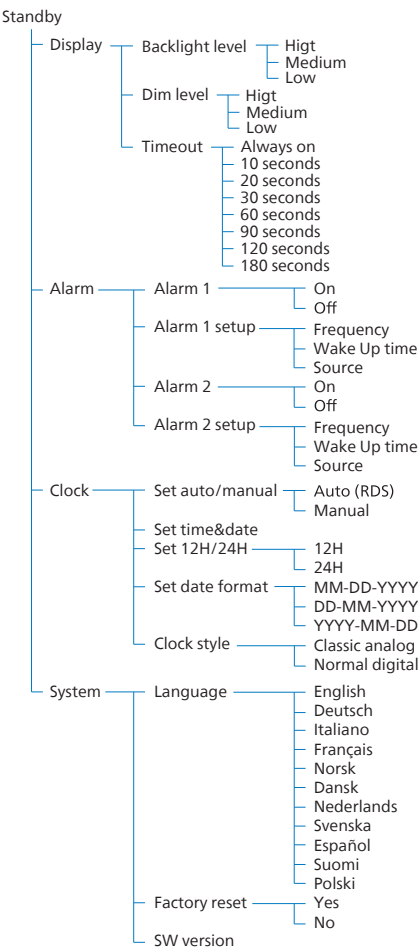 Standby
Display
Backlight level
Higt
Medium
Low
Dim level
Higt
Medium
Low
Timeout
Always on
10 seconds
20 seconds
30 seconds
60 seconds
90 seconds
120 seconds
180 seconds
Alarm
Alarm 1
On
Off
Alarm 1 setup
Frequency
Wake Up time
Source
Alarm 2
On
Off
Alarm 2 setup
Frequency
Wake Up time
Source
Clock
Set auto/manual
Auto (RDS)
Manual
Set time&date
Set 12H/24H
12H
24H
Set date format
MM-DD-YYYY
DD-MM-YYYY
YYYY-MM-DD
Clock style
Classic analog
Normal digital
System
Language
English
Deutsch
Italiano
Français
Norsk
Dansk
Nederlands
Svenska
Español
Suomi
Polski
Factory reset
Yes
No
SW version